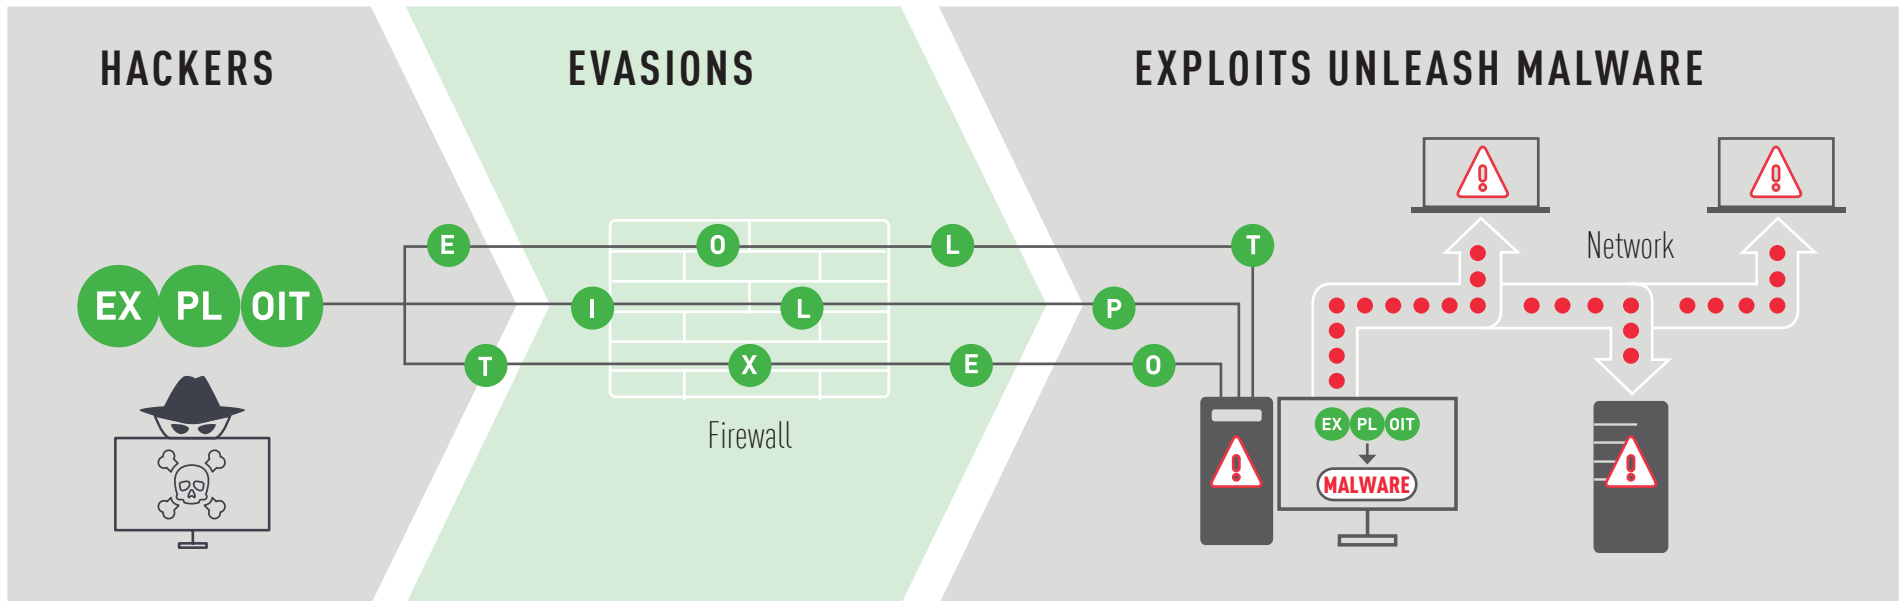 HACKERS
EVASIONS
EXPLOITS UNLEASH MALWARE
Network
E O L T
EX PL OIT
I L P
T X E O
Firewall
EX PL OIT
MALWARE